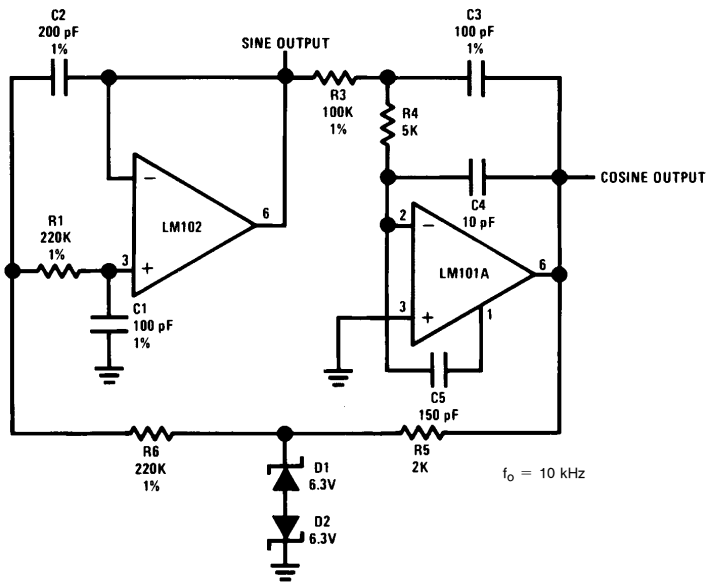 C2
200 pF
1%
SINE OUTPUT
C3
100 pF
1%
R3
100K
1%
R4
5K
COSINE OUTPUT
C4
10 pF
R1
220K
1%
−
LM102
6
3
+
C1
100 pF
1%
2
−
LM101A
6
3
+
1
C5
150 pF
R6
220K
1%
R5
2K
fo = 10 kHz
D1
6.3V
D2
6.3V